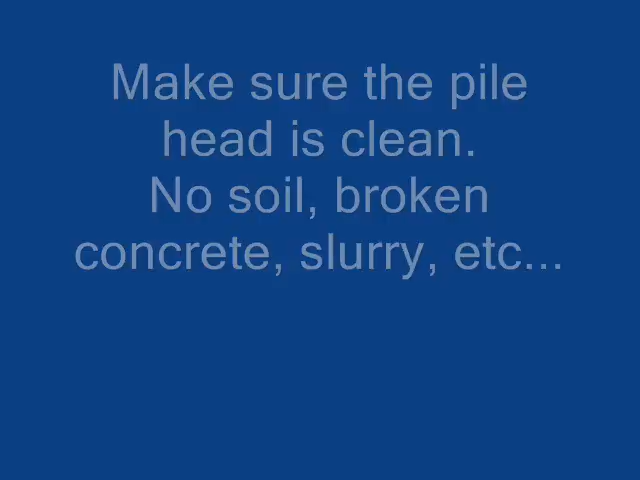 Make sure the pile
head is clean.
No soil, broken
concrete, slurry, etc...